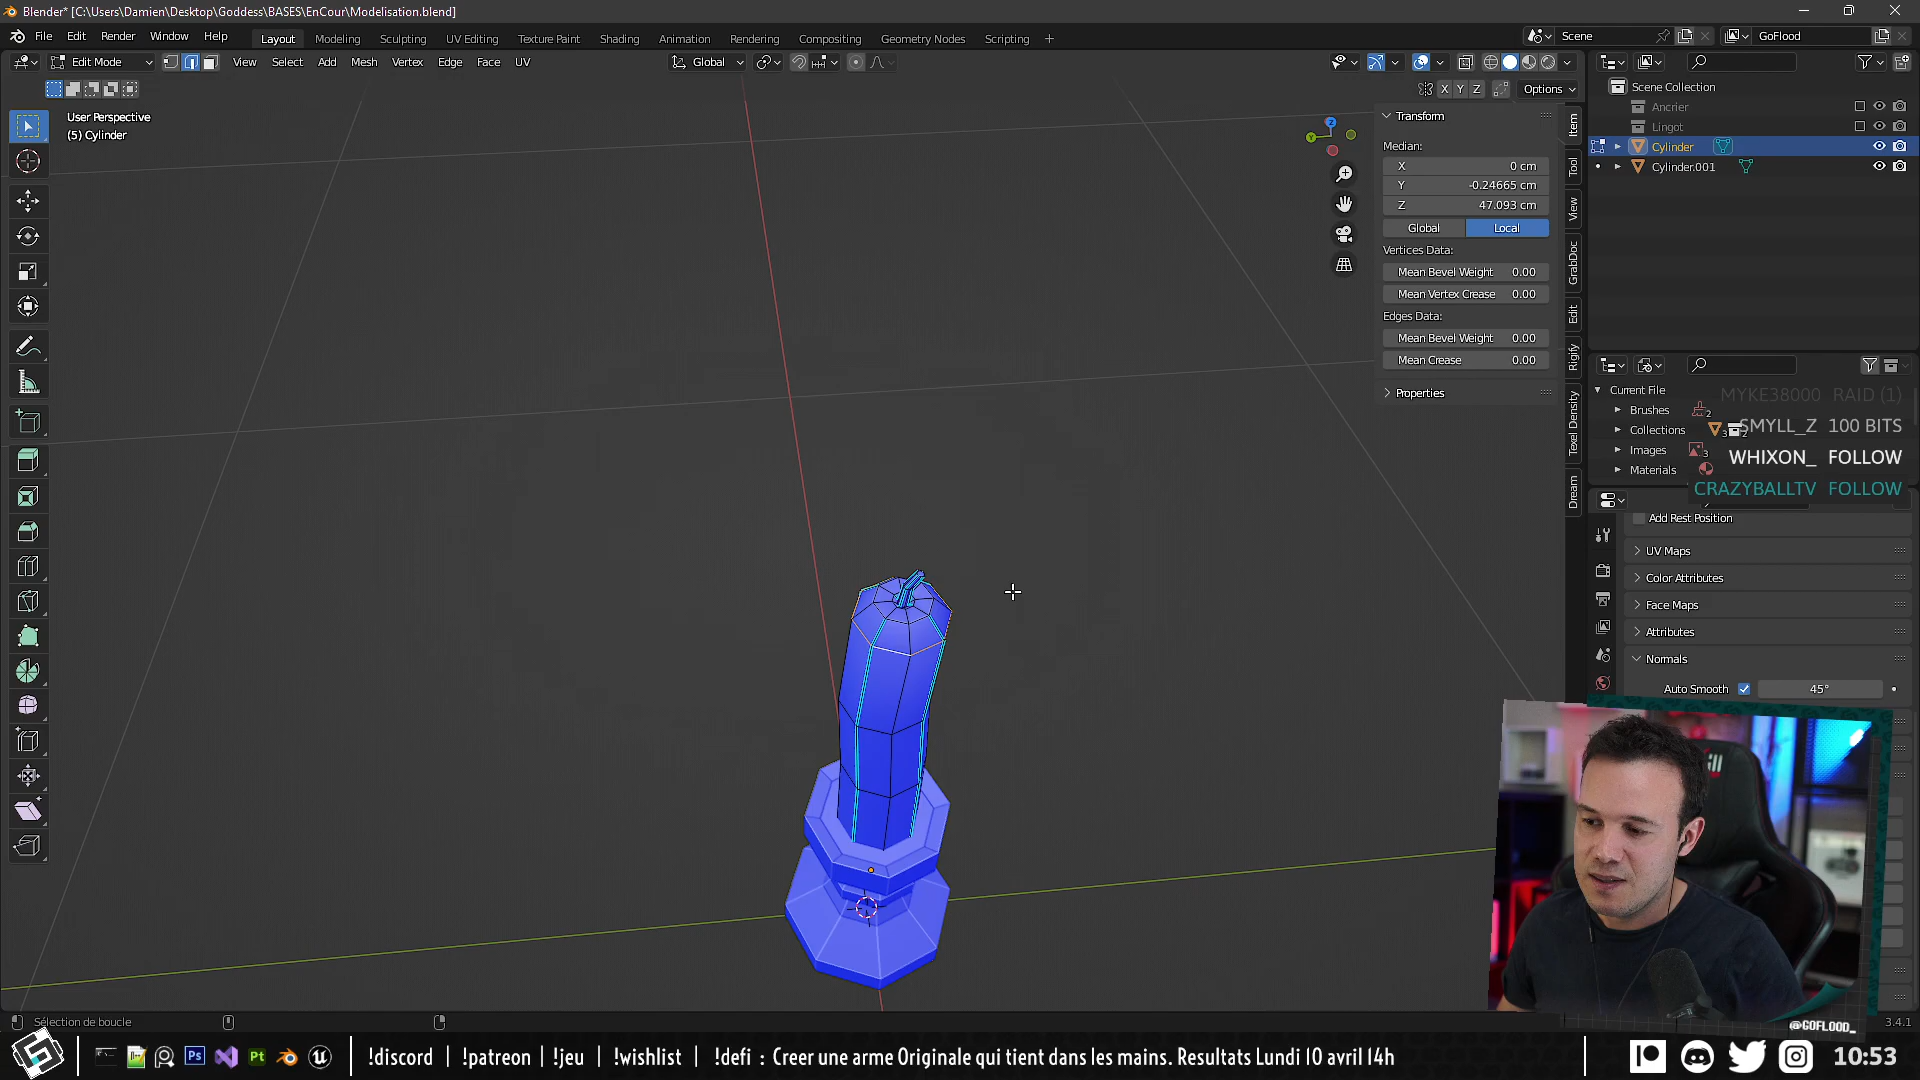 Blender* [C:\Users\Damien\Desktop\Goddess\BASES\EnCour\Modelisation.blend]
File Edit Render Window Help
Layout Modeling Sculpting UV Editing Texture Paint Shading Animation Rendering Compositing Geometry Nodes Scripting
Scene
GoFlood
Edit Mode
View Select Add Mesh Vertex Edge Face UV
Global
X Y Z Options
User Perspective
(5) Cylinder
Transform
Median:
X 0 cm
Y -0.24665 cm
Z 47.093 cm
Global Local
Vertices Data:
Mean Bevel Weight 0.00
Mean Vertex Crease 0.00
Edges Data:
Mean Bevel Weight 0.00
Mean Crease 0.00
Properties
Item
Tool
View
GrabDoc
Edit
Rigify
Texel Density
Dream
Scene Collection
Ancrier
Lingot
Cylinder
Cylinder.001
Current File
Brushes 2
Collections
Images 3
Materials
MYKE38000 RAID (1)
SMYLL_Z 100 BITS
WHIXON_ FOLLOW
CRAZYBALLTV FOLLOW
Add Rest Position
UV Maps
Color Attributes
Face Maps
Attributes
Normals
Auto Smooth 45°
Sélection de boucle
3.4.1
@GOFLOOD_
!discord | !patreon | !jeu | !wishlist | !defi : Creer une arme Originale qui tient dans les mains. Resultats Lundi 10 avril 14h
10:53